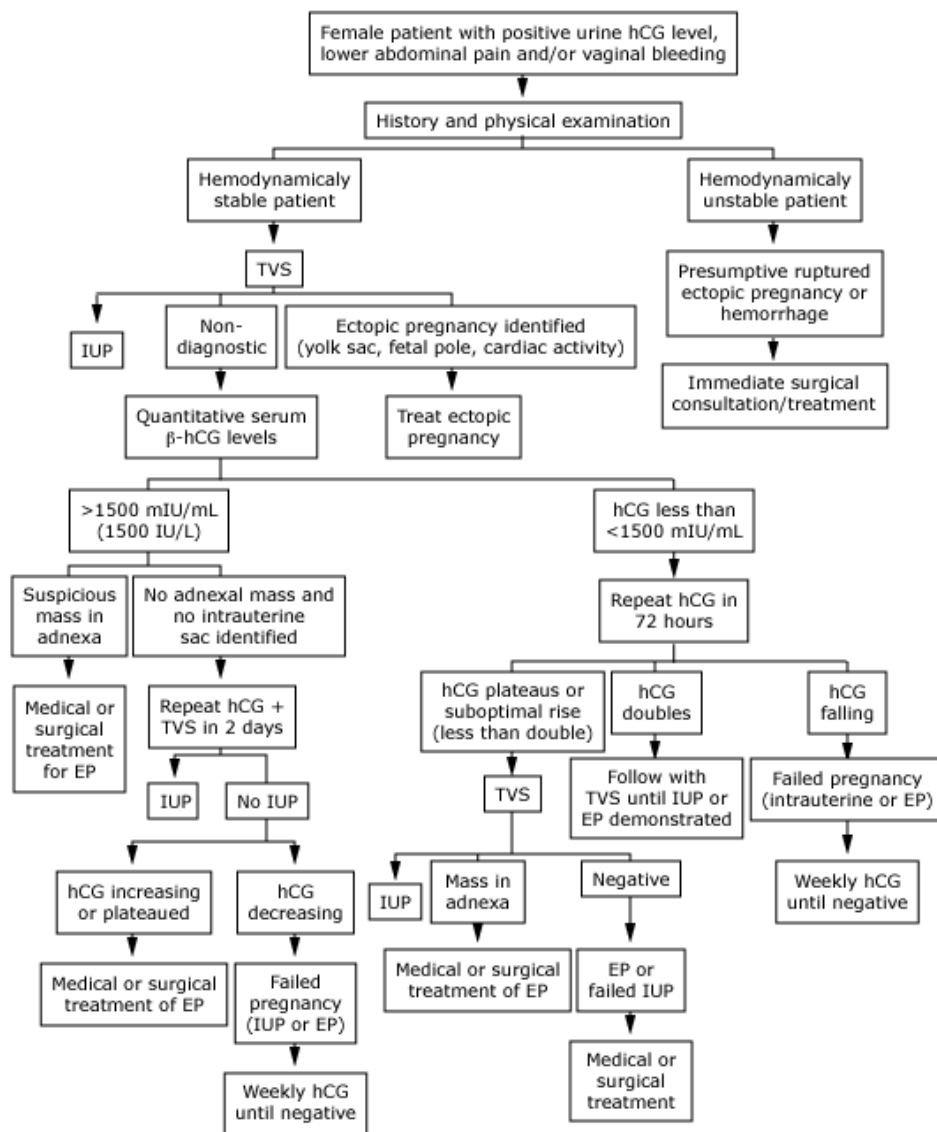 Female patient with positive urine hCG level,
lower abdominal pain and/or vaginal bleeding
History and physical examination
Hemodynamicaly
stable patient
Hemodynamicaly
unstable patient
TVS
Presumptive ruptured
ectopic pregnancy or
hemorrhage
IUP
Non-
diagnostic
Ectopic pregnancy identified
(yolk sac, fetal pole, cardiac activity)
Immediate surgical
consultation/treatment
Quantitative serum
β-hCG levels
Treat ectopic
pregnancy
>1500 mIU/mL
(1500 IU/L)
hCG less than
<1500 mIU/mL
Suspicious
mass in
adnexa
No adnexal mass and
no intrauterine
sac identified
Repeat hCG in
72 hours
Medical or
surgical
treatment
for EP
Repeat hCG +
TVS in 2 days
hCG plateaus or
suboptimal rise
(less than double)
hCG
doubles
hCG
falling
IUP
No IUP
TVS
Follow with
TVS until IUP or
EP demonstrated
Failed pregnancy
(intrauterine or EP)
hCG increasing
or plateaued
hCG
decreasing
IUP
Mass in
adnexa
Negative
Weekly hCG
until negative
Medical or surgical
treatment of EP
Failed
pregnancy
(IUP or EP)
Medical or surgical
treatment of EP
EP or
failed IUP
Weekly hCG
until negative
Medical or
surgical
treatment